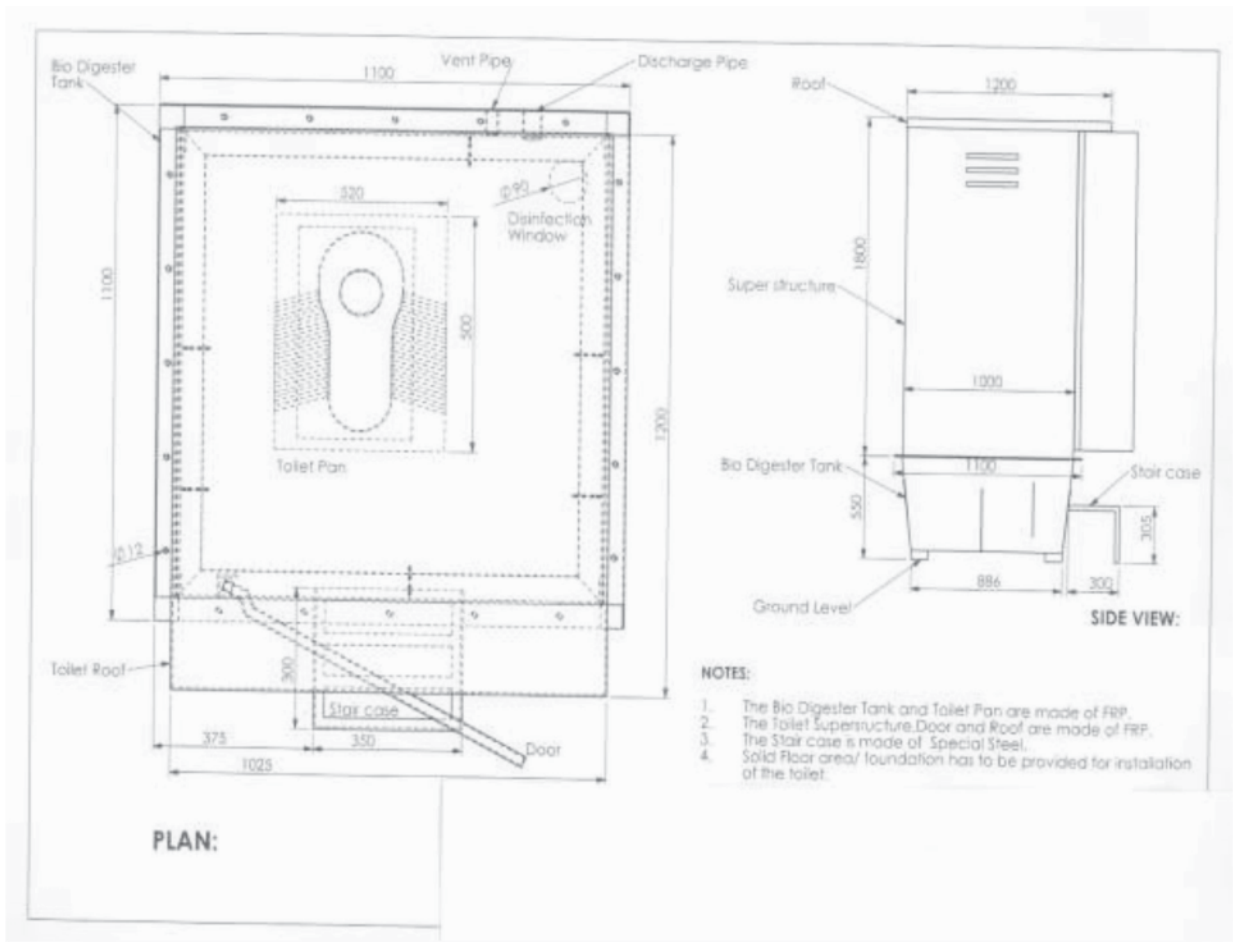 Bio Digester
Tank
1100
Vent Pipe
Discharge Pipe
1100
520
Φ90
Disinfection
Window
500
1200
Toilet Pan
Φ12
300
Toilet Roof
Stair case
Door
375
350
1025
PLAN:
Roof
1200
1800
Super structure
1000
Bio Digester Tank
1100
Stair case
550
305
886
300
Ground Level
SIDE VIEW:
NOTES:
1. The Bio Digester Tank and Toilet Pan are made of FRP.
2. The Toilet Supersructure,Door and Roof are made of FRP.
3. The Stair case is made of Special Steel.
4. Solid Floor area/ foundation has to be provided for installation
of the toilet.